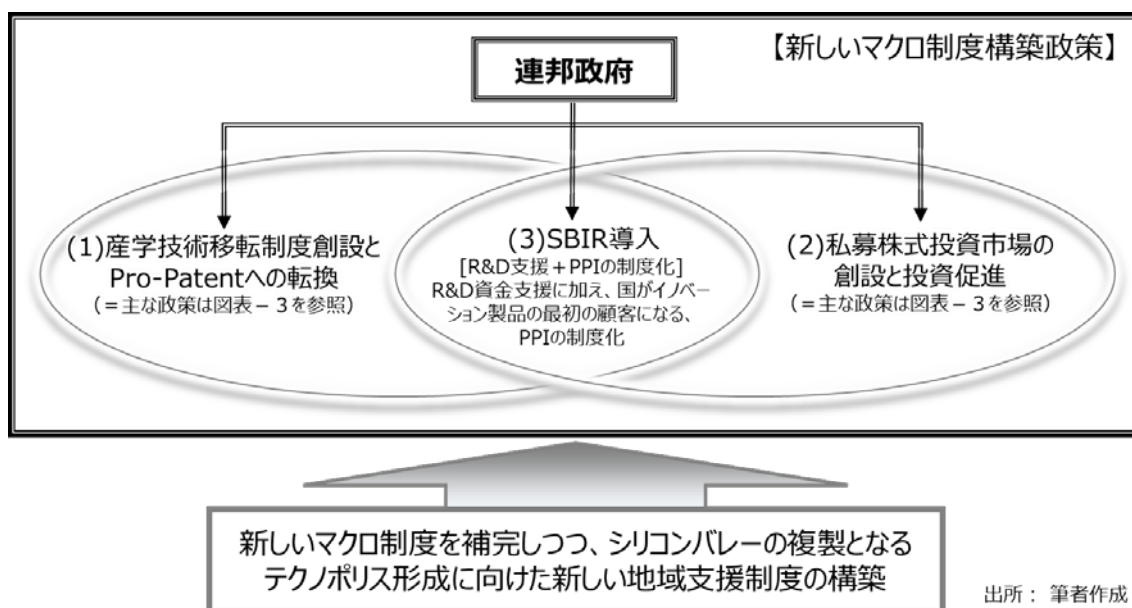 【新しいマクロ制度構築政策】
連邦政府
(1)産学技術移転制度創設と
Pro-Patentへの転換
(＝主な政策は図表－３を参照)
(3)SBIR導入
[R&D支援＋PPIの制度化]
R&D資金支援に加え、国がイノベー
ション製品の最初の顧客になる、
PPIの制度化
(2)私募株式投資市場の
創設と投資促進
(＝主な政策は図表－３を参照)
新しいマクロ制度を補完しつつ、シリコンバレーの複製となる
テクノポリス形成に向けた新しい地域支援制度の構築
出所： 筆者作成